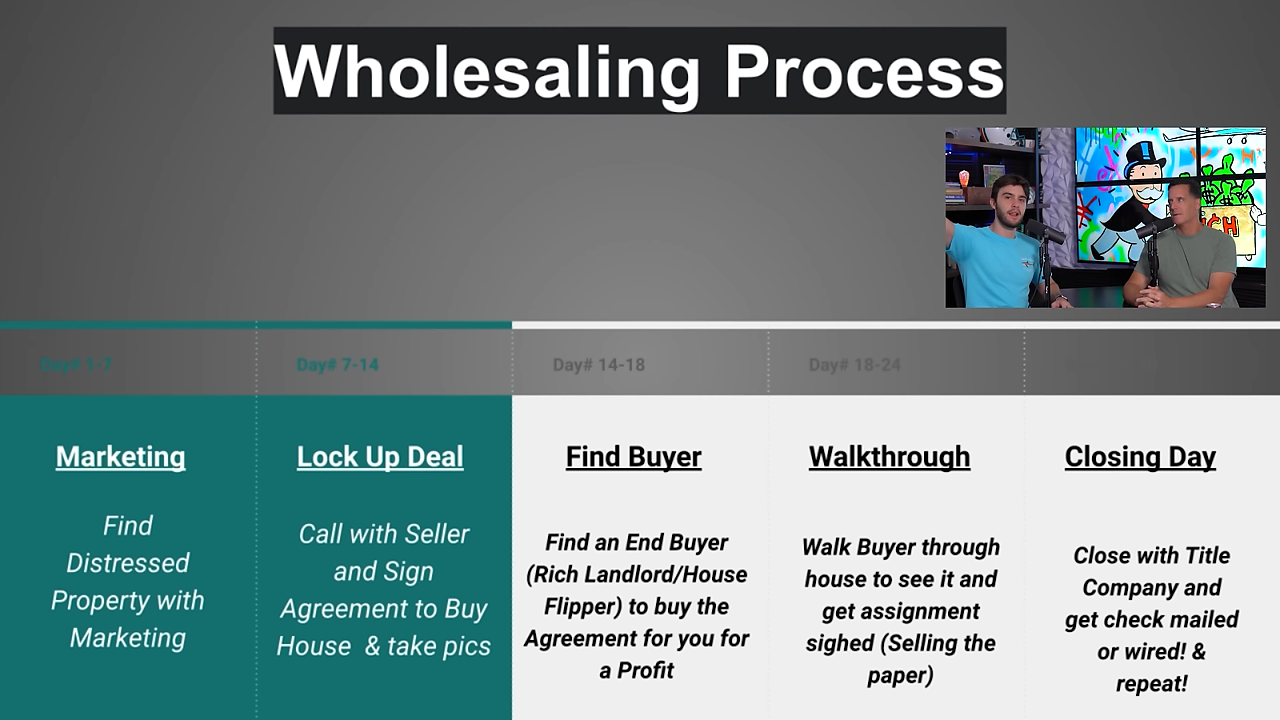 Wholesaling Process
Day# 1-7
Day# 7-14
Day# 14-18
Day# 18-24
Marketing
Find
Distressed
Property with
Marketing
Lock Up Deal
Call with Seller
and Sign
Agreement to Buy
House & take pics
Find Buyer
Find an End Buyer
(Rich Landlord/House
Flipper) to buy the
Agreement for you for
a Profit
Walkthrough
Walk Buyer through
house to see it and
get assignment
sighed (Selling the
paper)
Closing Day
Close with Title
Company and
get check mailed
or wired! &
repeat!